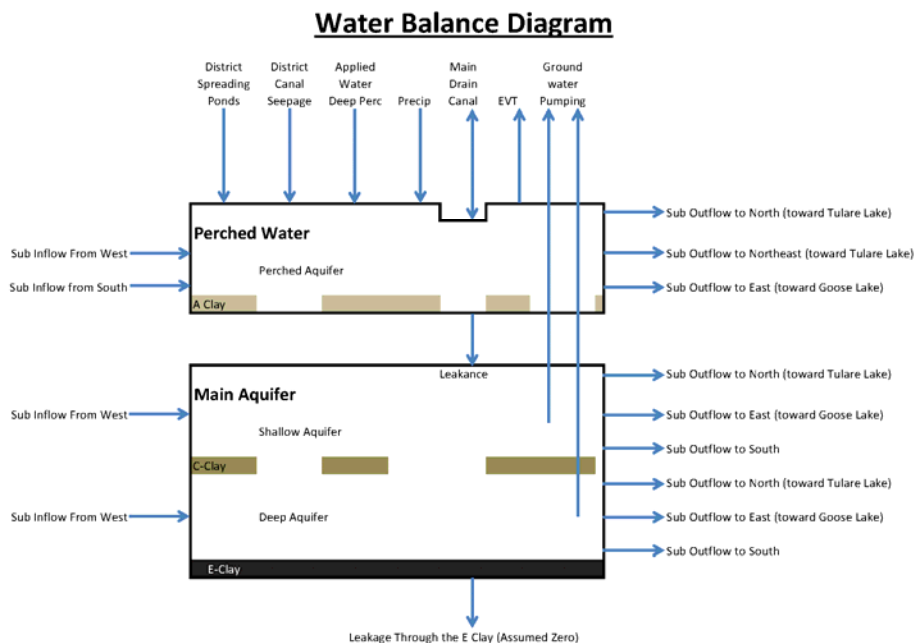 Water Balance Diagram
District
Spreading
Ponds
District
Canal
Seepage
Applied
Water
Deep Perc
Precip
Main
Drain
Canal
EVT
Ground
water
Pumping
Perched Water
Perched Aquifer
A Clay
Sub Inflow From West
Sub Inflow from South
Sub Outflow to North (toward Tulare Lake)
Sub Outflow to Northeast (toward Tulare Lake)
Sub Outflow to East (toward Goose Lake)
Leakance
Main Aquifer
Shallow Aquifer
C-Clay
Deep Aquifer
E-Clay
Sub Inflow From West
Sub Inflow From West
Sub Outflow to North (toward Tulare Lake)
Sub Outflow to East (toward Goose Lake)
Sub Outflow to South
Sub Outflow to North (toward Tulare Lake)
Sub Outflow to East (toward Goose Lake)
Sub Outflow to South
Leakage Through the E Clay (Assumed Zero)